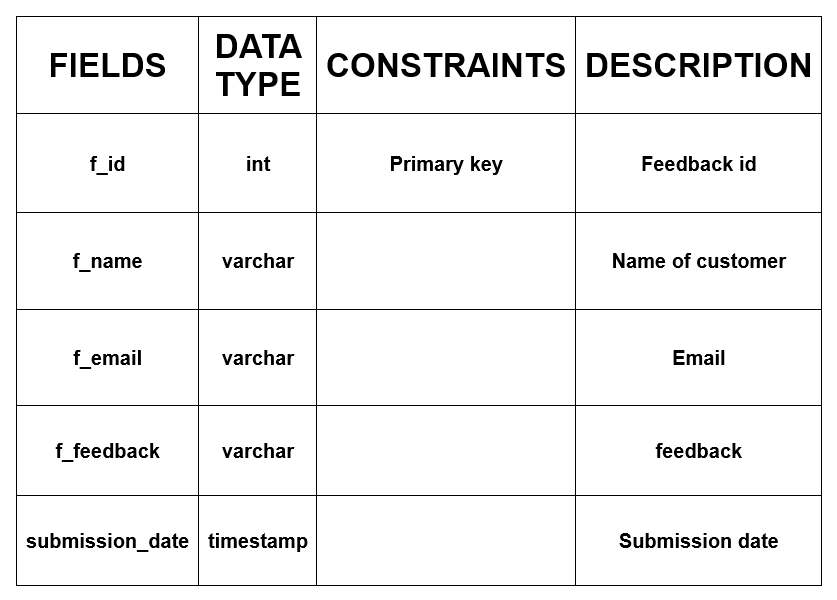 FIELDS DATA TYPE CONSTRAINTS DESCRIPTION
f_id int Primary key Feedback id
f_name varchar Name of customer
f_email varchar Email
f_feedback varchar feedback
submission_date timestamp Submission date